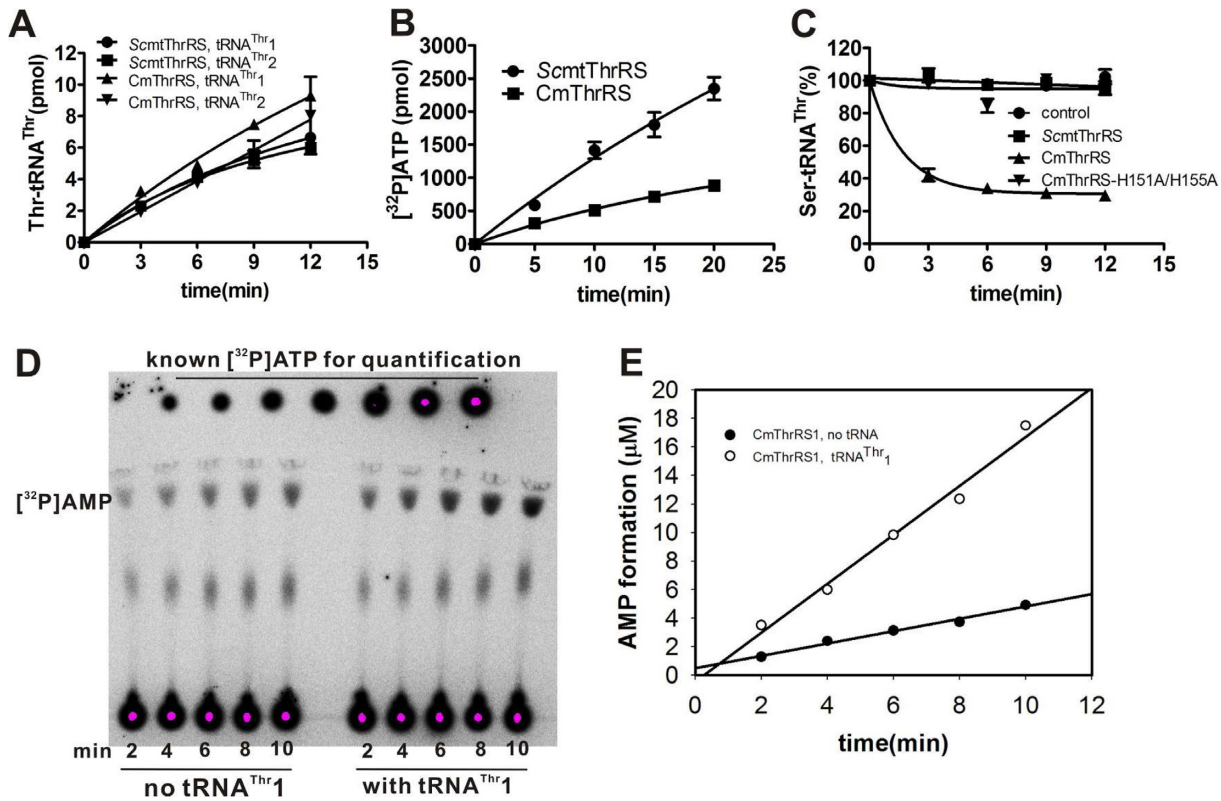 A
Thr-tRNAThr(pmol)
12
10
8
6
4
2
0
ScmtThrRS, tRNAThr1
ScmtThrRS, tRNAThr2
CmThrRS, tRNAThr1
CmThrRS, tRNAThr2
0 3 6 9 12 15
time(min)
B
[32P]ATP (pmol)
3000
2500
2000
1500
1000
500
0
ScmtThrRS
CmThrRS
0 5 10 15 20 25
time(min)
C
Ser-tRNAThr(%)
120
100
80
60
40
20
0
control
ScmtThrRS
CmThrRS
CmThrRS-H151A/H155A
0 3 6 9 12 15
time(min)
D
known [32P]ATP for quantification
[32P]AMP
min 2 4 6 8 10 2 4 6 8 10
no tRNAThr1 with tRNAThr1
E
AMP formation (μM)
20
18
16
14
12
10
8
6
4
2
0
CmThrRS1, no tRNA
CmThrRS1, tRNAThr1
0 2 4 6 8 10 12
time(min)